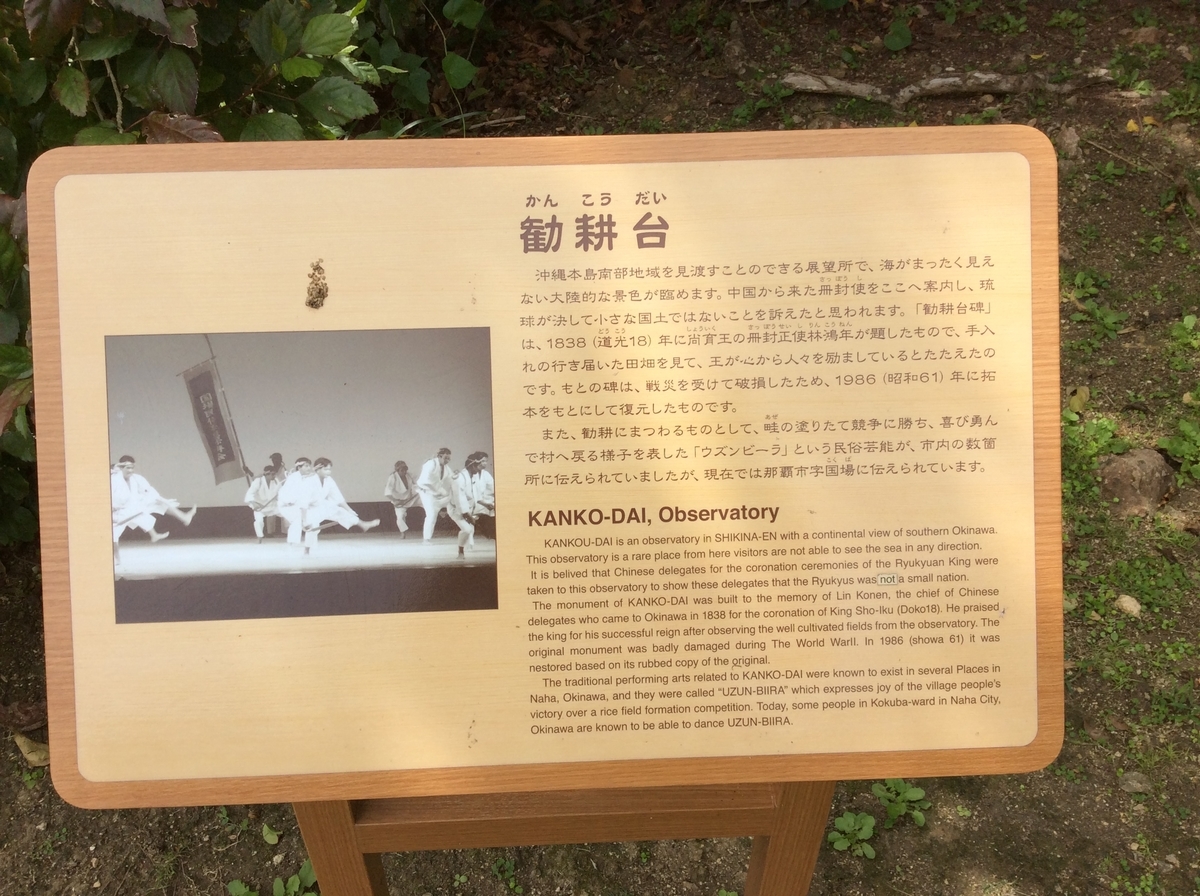 かん こう だい
勧耕台
沖縄本島南部地域を見渡すことのできる展望所で、海がまったく見え
ない大陸的な景色が臨めます。中国から来た冊封使をここへ案内し、琉
球が決して小さな国土ではないことを訴えたと思われます。「勧耕台碑」
は、1838(道光18)年に尚育王の冊封正使林鴻年が題したもので、手入
れの行き届いた田畑を見て、王が心から人々を励ましているとたたえたの
です。もとの碑は、戦災を受けて破損したため、1986(昭和61)年に拓
本をもとにして復元したものです。
また、勧耕にまつわるものとして、畦の塗りたて競争に勝ち、喜び勇ん
で村へ戻る様子を表した「ウズンビーラ」という民俗芸能が、市内の数箇
所に伝えられていましたが、現在では那覇市字国場に伝えられています。
KANKO-DAI, Observatory
KANKOU-DAI is an observatory in SHIKINA-EN with a continental view of southern Okinawa.
This observatory is a rare place from here visitors are not able to see the sea in any direction.
It is belived that Chinese delegates for the coronation ceremonies of the Ryukyuan King were
taken to this observatory to show these delegates that the Ryukyus was not a small nation.
The monument of KANKO-DAI was built to the memory of Lin Konen, the chief of Chinese
delegates who came to Okinawa in 1838 for the coronation of King Sho-Iku (Doko18). He praised
the king for his successful reign after observing the well cultivated fields from the observatory. The
original monument was badly damaged during The World WarII. In 1986 (showa 61) it was
nestored based on its rubbed copy of the original.
The traditional performing arts related to KANKO-DAI were known to exist in several Places in
Naha, Okinawa, and they were called "UZUN-BIIRA" which expresses joy of the village people's
victory over a rice field formation competition. Today, some people in Kokuba-ward in Naha City,
Okinawa are known to be able to dance UZUN-BIIRA.